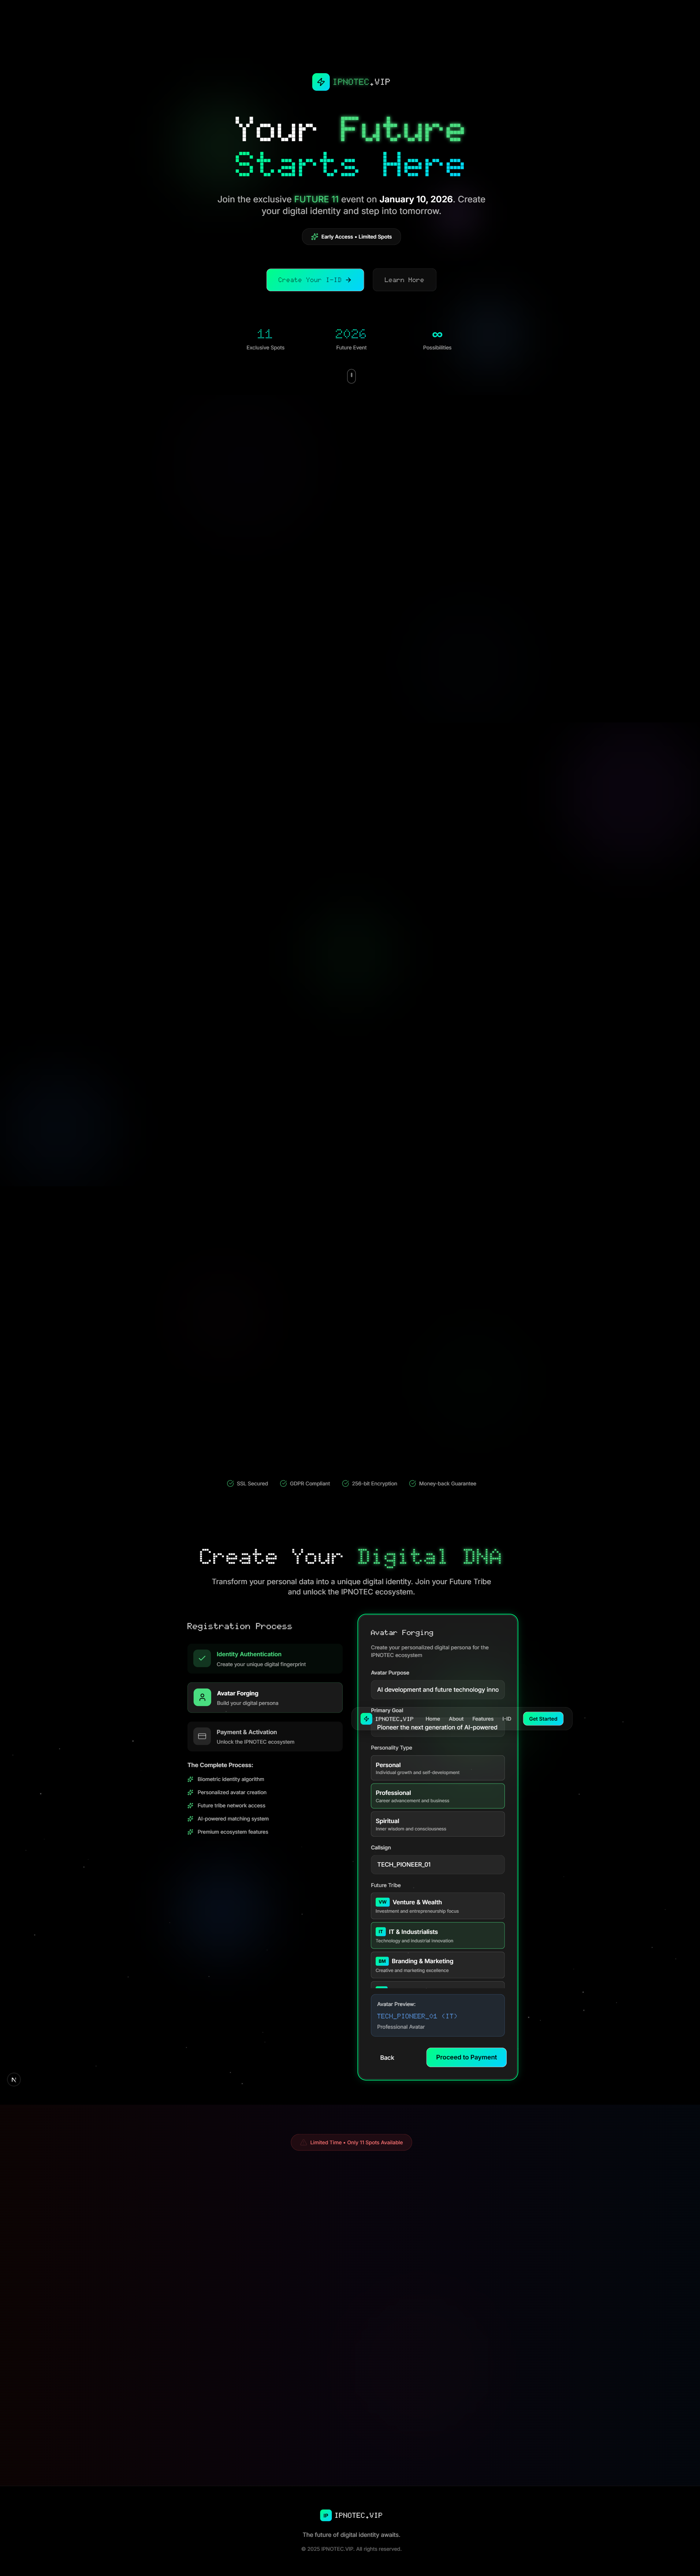 IPNOTEC.VIP
Your Future
Starts Here
Join the exclusive FUTURE 11 event on January 10, 2026. Create
your digital identity and step into tomorrow.
Early Access • Limited Spots
Create Your I-ID →
Learn More
11
Exclusive Spots
2026
Future Event
∞
Possibilities
SSL Secured
GDPR Compliant
256-bit Encryption
Money-back Guarantee
Create Your Digital DNA
Transform your personal data into a unique digital identity. Join your Future Tribe
and unlock the IPNOTEC ecosystem.
Registration Process
Identity Authentication
Create your unique digital fingerprint
Avatar Forging
Build your digital persona
Payment & Activation
Unlock the IPNOTEC ecosystem
The Complete Process:
Biometric identity algorithm
Personalized avatar creation
Future tribe network access
AI-powered matching system
Premium ecosystem features
Avatar Forging
Create your personalized digital persona for the
IPNOTEC ecosystem
Avatar Purpose
AI development and future technology inno
Primary Goal
IPNOTEC.VIP
Home
About
Features
I-ID
Get Started
Pioneer the next generation of AI-powered
Personality Type
Personal
Individual growth and self-development
Professional
Career advancement and business
Spiritual
Inner wisdom and consciousness
Callsign
TECH_PIONEER_01
Future Tribe
VW Venture & Wealth
Investment and entrepreneurship focus
IT IT & Industrialists
Technology and industrial innovation
BM Branding & Marketing
Creative and marketing excellence
Avatar Preview:
TECH_PIONEER_01 <IT>
Professional Avatar
Back
Proceed to Payment
N
Limited Time • Only 11 Spots Available
IP IPNOTEC.VIP
The future of digital identity awaits.
© 2025 IPNOTEC.VIP. All rights reserved.